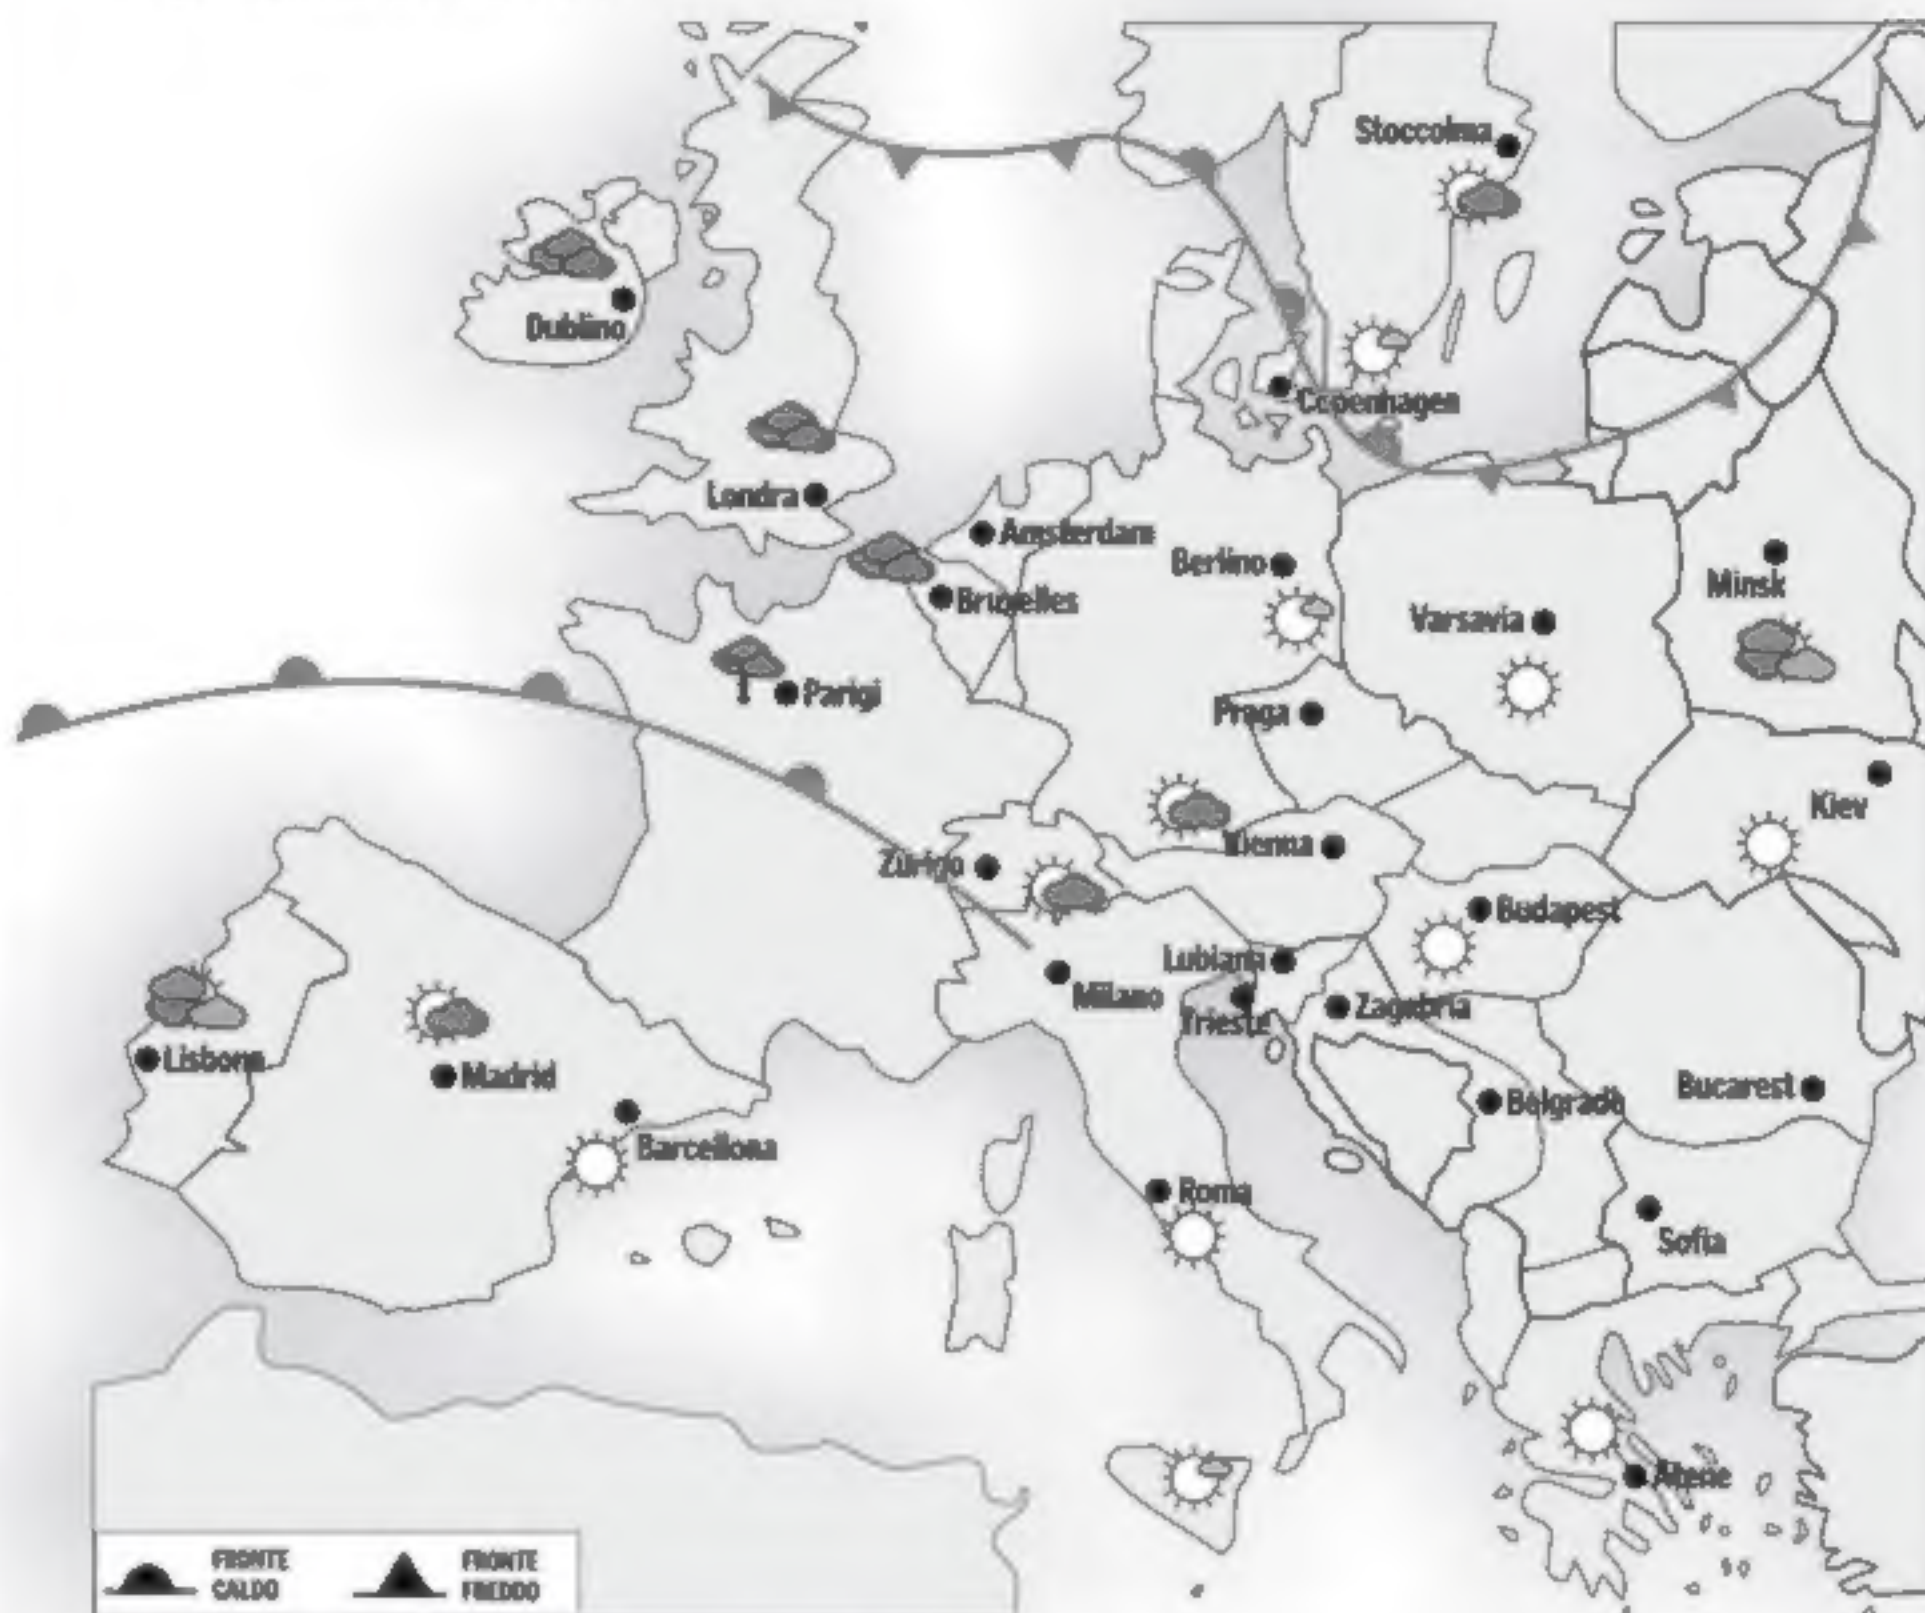 Stoccolma
Dublino
Copenhagen
Londra
Amsterdam
Berlino
Minsk
Bruxelles
Varsavia
Parigi
Praga
Kiev
Vienna
Zurigo
Budapest
Lubiana
Milano
Zagabria
Trieste
Lisbona
Madrid
Bucarest
Belgrado
Barcellona
Roma
Sofia
Atene
FRONTE
CALDO
FRONTE
FREDDO